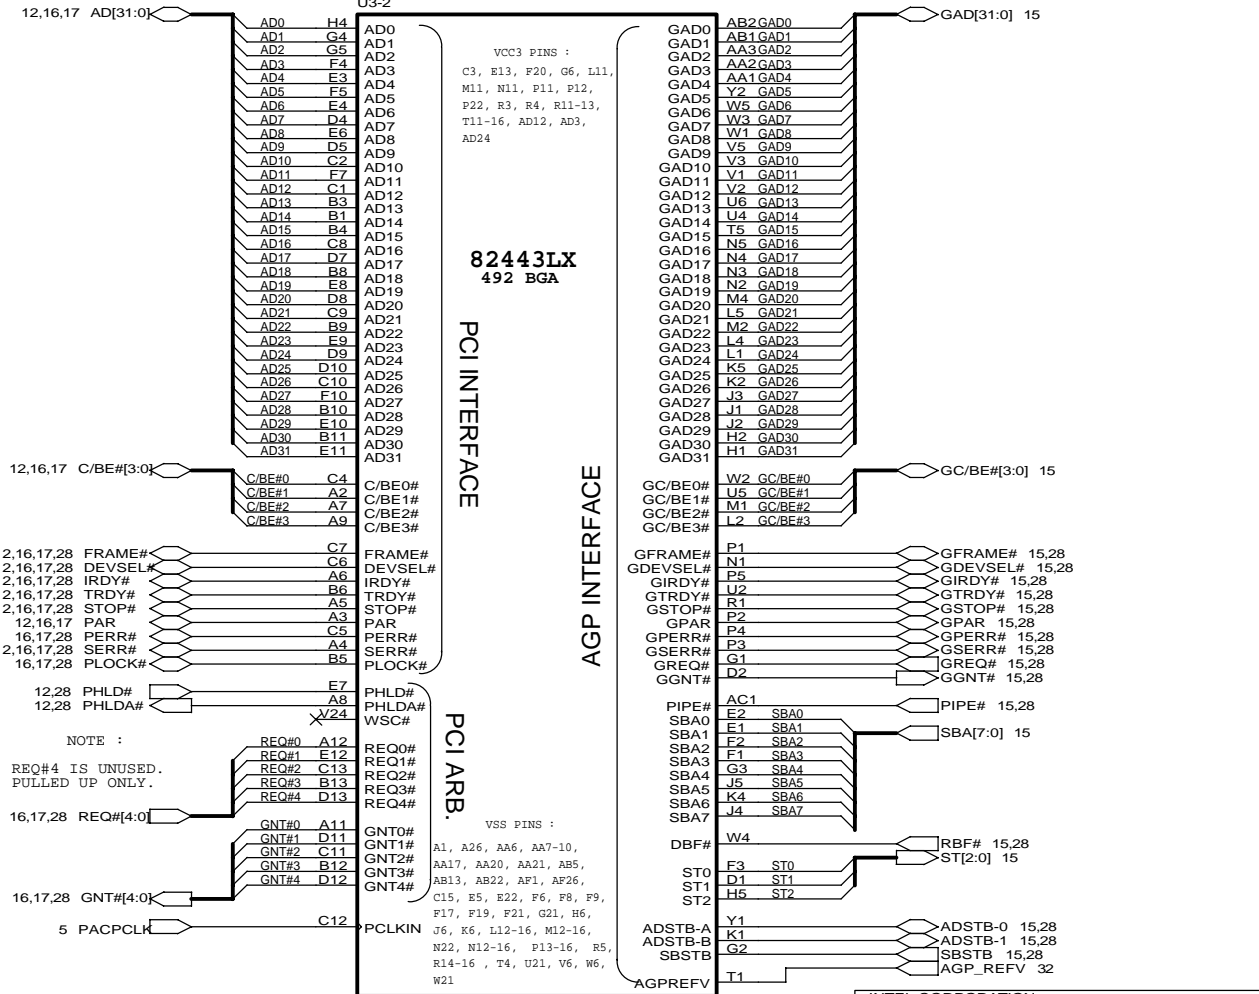 U3-2
12,16,17 AD[31:0]
AD0 H4 AD0
AD1 G4 AD1
AD2 G5 AD2
AD3 F4 AD3
AD4 E3 AD4
AD5 F5 AD5
AD6 E4 AD6
AD7 D4 AD7
AD8 E6 AD8
AD9 D5 AD9
AD10 C2 AD10
AD11 F7 AD11
AD12 C1 AD12
AD13 B3 AD13
AD14 B1 AD14
AD15 B4 AD15
AD16 C8 AD16
AD17 D7 AD17
AD18 B8 AD18
AD19 E8 AD19
AD20 D8 AD20
AD21 C9 AD21
AD22 B9 AD22
AD23 E9 AD23
AD24 D9 AD24
AD25 D10 AD25
AD26 C10 AD26
AD27 F10 AD27
AD28 B10 AD28
AD29 E10 AD29
AD30 B11 AD30
AD31 E11 AD31
12,16,17 C/BE#[3:0]
C/BE#0 C4 C/BE0#
C/BE#1 A2 C/BE1#
C/BE#2 A7 C/BE2#
C/BE#3 A9 C/BE3#
2,16,17,28 FRAME# C7 FRAME#
2,16,17,28 DEVSEL# C6 DEVSEL#
2,16,17,28 IRDY# A6 IRDY#
2,16,17,28 TRDY# B6 TRDY#
2,16,17,28 STOP# A5 STOP#
12,16,17 PAR A3 PAR
16,17,28 PERR# C5 PERR#
2,16,17,28 SERR# A4 SERR#
16,17,28 PLOCK# B5 PLOCK#
12,28 PHLD# E7 PHLD#
12,28 PHLDA# A8 PHLDA#
V24 WSC#
NOTE :
REQ#4 IS UNUSED.
PULLED UP ONLY.
REQ#0 A12 REQ0#
REQ#1 E12 REQ1#
REQ#2 C13 REQ2#
REQ#3 B13 REQ3#
REQ#4 D13 REQ4#
16,17,28 REQ#[4:0]
GNT#0 A11 GNT0#
GNT#1 D11 GNT1#
GNT#2 C11 GNT2#
GNT#3 B12 GNT3#
GNT#4 D12 GNT4#
16,17,28 GNT#[4:0]
5 PACPCLK C12 PCLKIN
VCC3 PINS :
C3, E13, F20, G6, L11,
M11, N11, P11, P12,
P22, R3, R4, R11-13,
T11-16, AD12, AD3,
AD24
82443LX
492 BGA
PCI INTERFACE
AGP INTERFACE
PCI ARB.
VSS PINS :
A1, A26, AA6, AA7-10,
AA17, AA20, AA21, AB5,
AB13, AB22, AF1, AF26,
C15, E5, E22, F6, F8, F9,
F17, F19, F21, G21, H6,
J6, K6, L12-16, M12-16,
N22, N12-16, P13-16, R5,
R14-16 , T4, U21, V6, W6,
W21
GAD[31:0] 15
GAD0 AB2 GAD0
GAD1 AB1 GAD1
GAD2 AA3 GAD2
GAD3 AA2 GAD3
GAD4 AA1 GAD4
GAD5 Y2 GAD5
GAD6 W5 GAD6
GAD7 W3 GAD7
GAD8 W1 GAD8
GAD9 V5 GAD9
GAD10 V3 GAD10
GAD11 V1 GAD11
GAD12 V2 GAD12
GAD13 U6 GAD13
GAD14 U4 GAD14
GAD15 T5 GAD15
GAD16 N5 GAD16
GAD17 N4 GAD17
GAD18 N3 GAD18
GAD19 N2 GAD19
GAD20 M4 GAD20
GAD21 L5 GAD21
GAD22 M2 GAD22
GAD23 L4 GAD23
GAD24 L1 GAD24
GAD25 K5 GAD25
GAD26 K2 GAD26
GAD27 J3 GAD27
GAD28 J1 GAD28
GAD29 J2 GAD29
GAD30 H2 GAD30
GAD31 H1 GAD31
GC/BE#[3:0] 15
GC/BE0# W2 GC/BE#0
GC/BE1# U5 GC/BE#1
GC/BE2# M1 GC/BE#2
GC/BE3# L2 GC/BE#3
GFRAME# P1 GFRAME# 15,28
GDEVSEL# N1 GDEVSEL# 15,28
GIRDY# P5 GIRDY# 15,28
GTRDY# U2 GTRDY# 15,28
GSTOP# R1 GSTOP# 15,28
GPAR P2 GPAR 15,28
GPERR# P4 GPERR# 15,28
GSERR# P3 GSERR# 15,28
GREQ# G1 GREQ# 15,28
GGNT# D2 GGNT# 15,28
PIPE# AC1 PIPE# 15,28
SBA0 E2 SBA0
SBA1 E1 SBA1
SBA2 F2 SBA2
SBA3 F1 SBA3
SBA4 G3 SBA4
SBA5 J5 SBA5
SBA6 K4 SBA6
SBA7 J4 SBA7
SBA[7:0] 15
DBF# W4 RBF# 15,28
ST[2:0] 15
ST0 F3 ST0
ST1 D1 ST1
ST2 H5 ST2
ADSTB-A Y1 ADSTB-0 15,28
ADSTB-B K1 ADSTB-1 15,28
SBSTB G2 SBSTB 15,28
AGPREFV T1 AGP_REFV 32